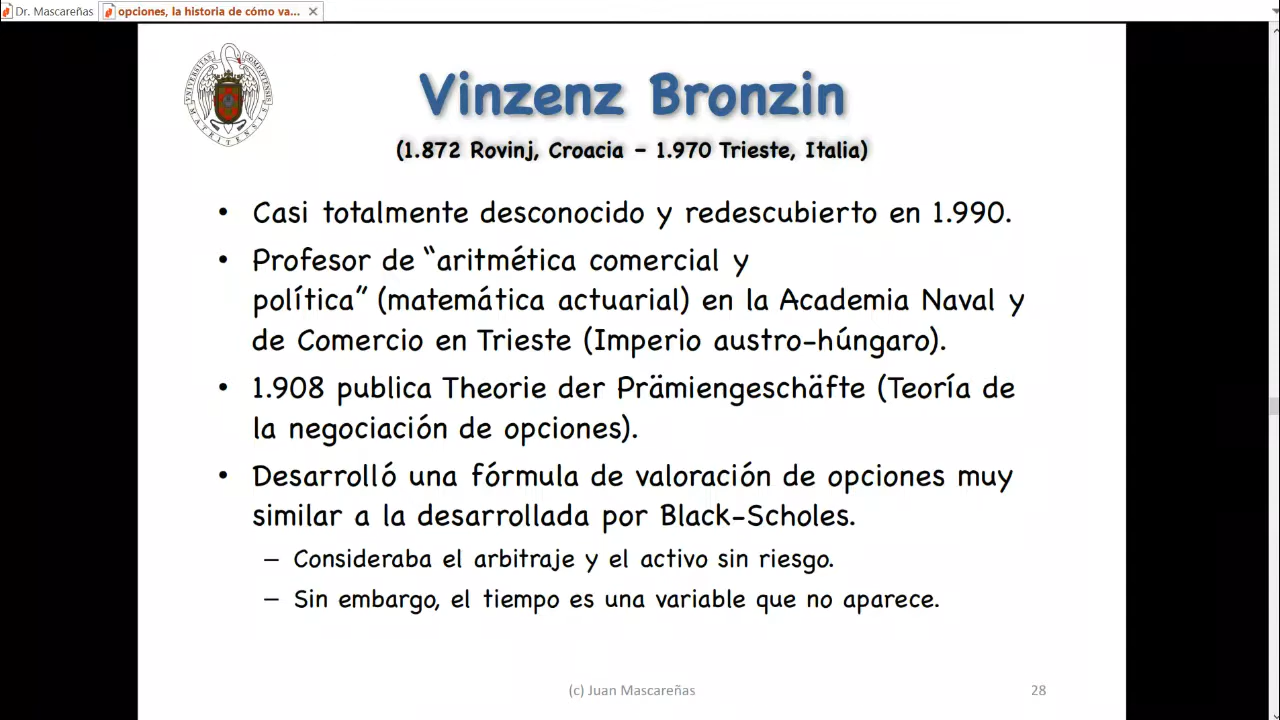 Dr. Mascareñas
opciones, la historia de cómo va...
UNIVERSITAS COMPLUTENSIS
MATRITENSIS
Vinzenz Bronzin
(1.872 Rovinj, Croacia – 1.970 Trieste, Italia)
• Casi totalmente desconocido y redescubierto en 1.990.
• Profesor de “aritmética comercial y
política” (matemática actuarial) en la Academia Naval y
de Comercio en Trieste (Imperio austro-húngaro).
• 1.908 publica Theorie der Prämiengeschäfte (Teoría de
la negociación de opciones).
• Desarrolló una fórmula de valoración de opciones muy
similar a la desarrollada por Black-Scholes.
– Consideraba el arbitraje y el activo sin riesgo.
– Sin embargo, el tiempo es una variable que no aparece.
(c) Juan Mascareñas
28